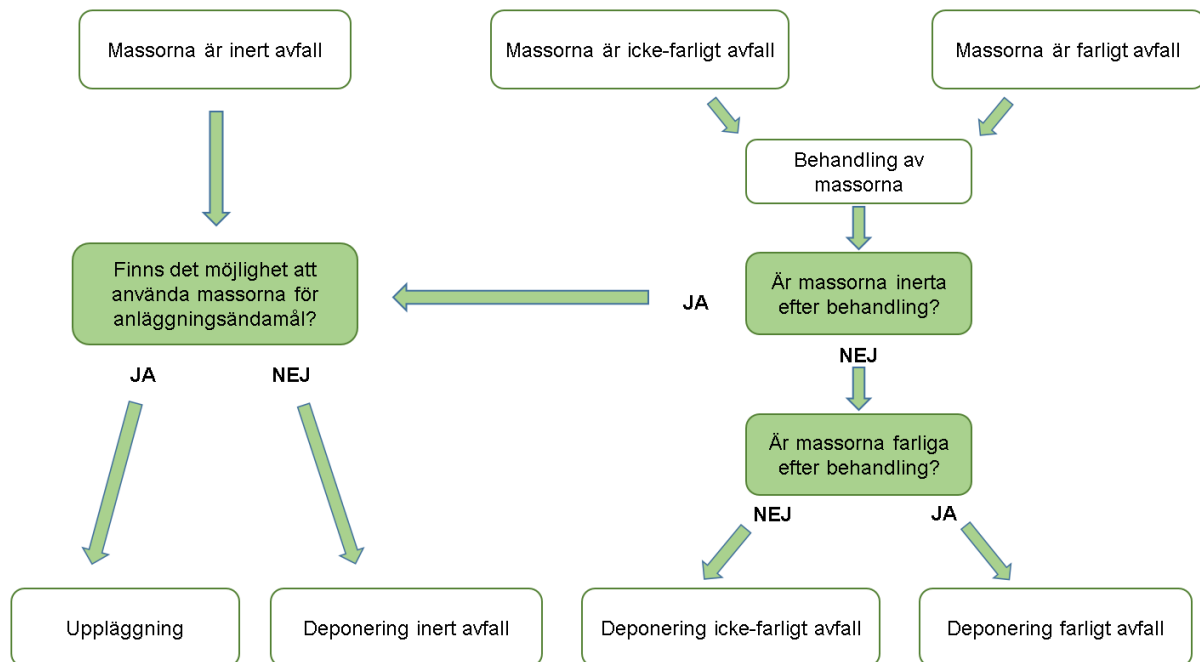 Massorna är inert avfall
Massorna är icke-farligt avfall
Massorna är farligt avfall
Behandling av
massorna
Finns det möjlighet att
använda massorna för
anläggningsändamål?
JA
Är massorna inerta
efter behandling?
NEJ
JA
NEJ
Är massorna farliga
efter behandling?
NEJ
JA
Uppläggning
Deponering inert avfall
Deponering icke-farligt avfall
Deponering farligt avfall